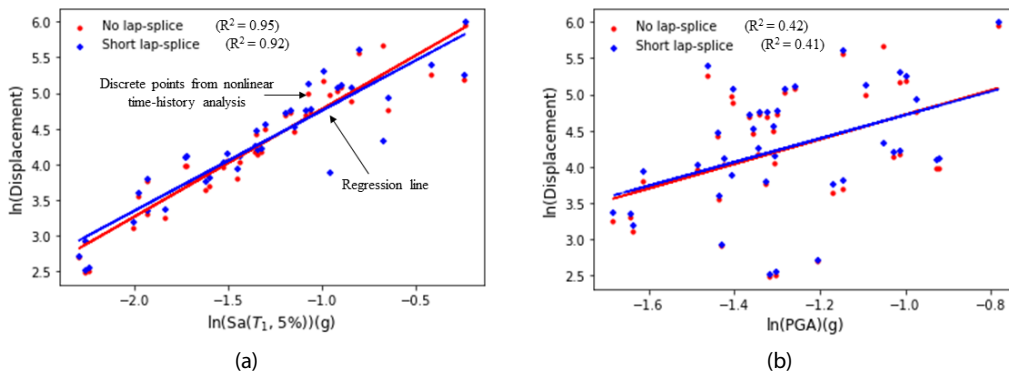 6.0
5.5
5.0
4.5
4.0
3.5
3.0
2.5
ln(Displacement)
No lap-splice (R² = 0.95)
Short lap-splice (R² = 0.92)
Discrete points from nonlinear
time-history analysis
Regression line
−2.0 −1.5 −1.0 −0.5
ln(Sa(T₁, 5%))(g)
(a)
6.0
5.5
5.0
4.5
4.0
3.5
3.0
2.5
ln(Displacement)
No lap-splice (R² = 0.42)
Short lap-splice (R² = 0.41)
−1.6 −1.4 −1.2 −1.0 −0.8
ln(PGA)(g)
(b)